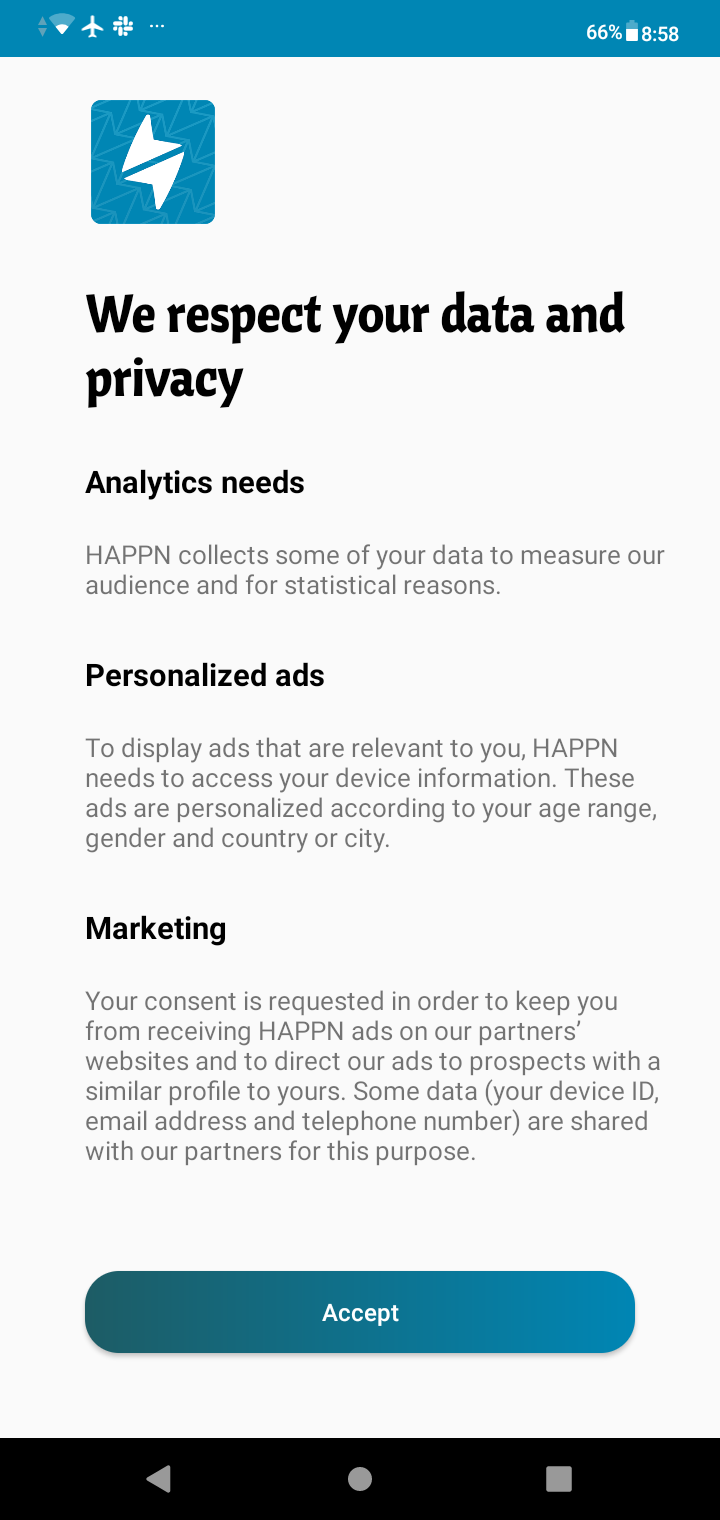 66% 8:58
We respect your data and
privacy
Analytics needs
HAPPN collects some of your data to measure our
audience and for statistical reasons.
Personalized ads
To display ads that are relevant to you, HAPPN
needs to access your device information. These
ads are personalized according to your age range,
gender and country or city.
Marketing
Your consent is requested in order to keep you
from receiving HAPPN ads on our partners’
websites and to direct our ads to prospects with a
similar profile to yours. Some data (your device ID,
email address and telephone number) are shared
with our partners for this purpose.
Accept